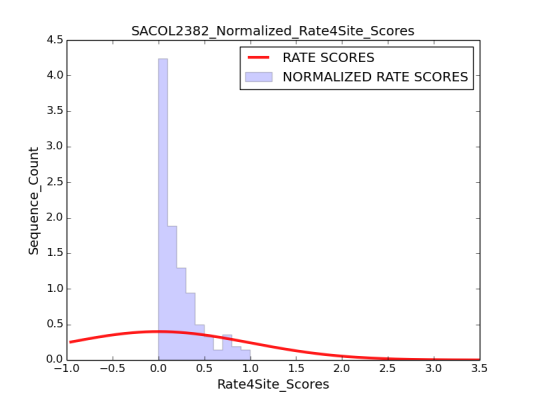 SACOL2382_Normalized_Rate4Site_Scores
RATE SCORES
NORMALIZED RATE SCORES
4.5
4.0
3.5
3.0
2.5
2.0
1.5
1.0
0.5
0.0
Sequence_Count
−1.0 −0.5 0.0 0.5 1.0 1.5 2.0 2.5 3.0 3.5
Rate4Site_Scores